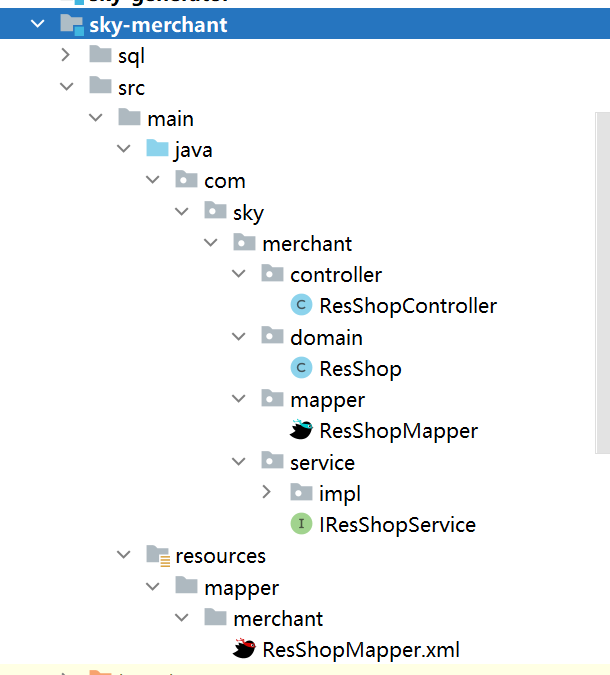 sky-generator
sky-merchant
sql
src
main
java
com
sky
merchant
controller
C ResShopController
domain
C ResShop
mapper
ResShopMapper
service
impl
I IResShopService
resources
mapper
merchant
ResShopMapper.xml